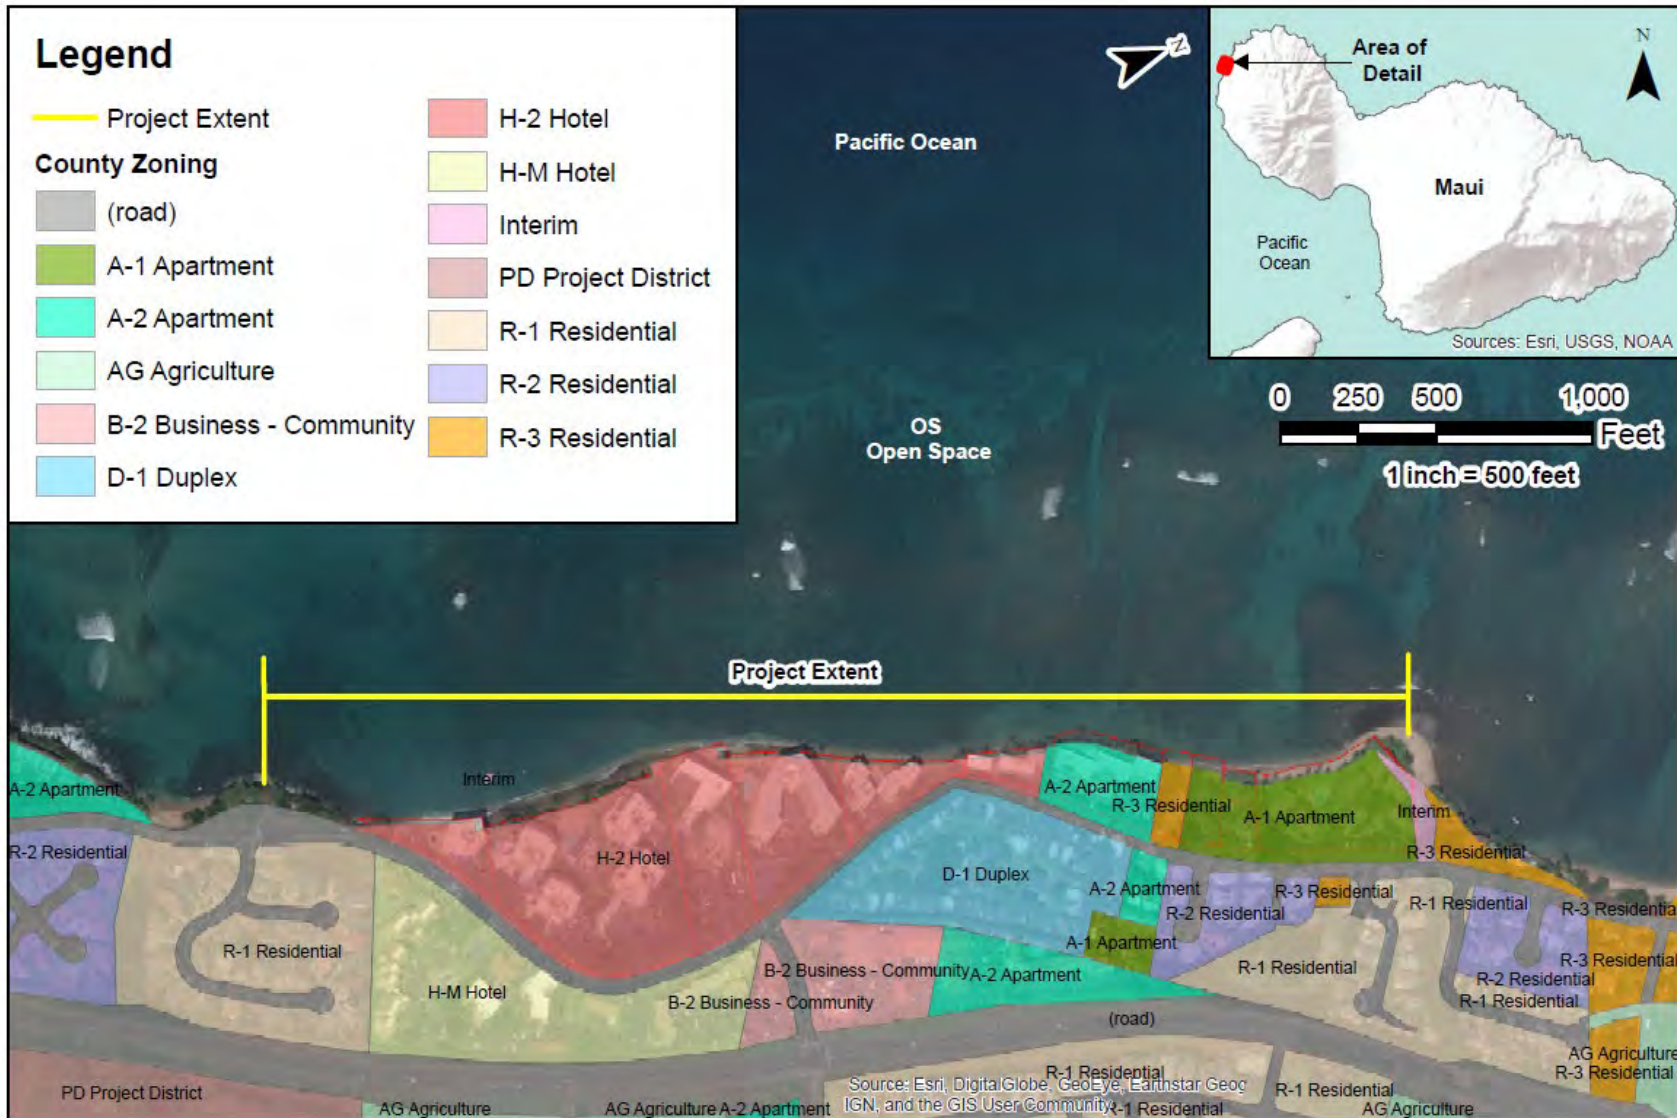 Legend
Project Extent
County Zoning
(road)
A-1 Apartment
A-2 Apartment
AG Agriculture
B-2 Business - Community
D-1 Duplex
H-2 Hotel
H-M Hotel
Interim
PD Project District
R-1 Residential
R-2 Residential
R-3 Residential
N
Pacific Ocean
OS
Open Space
Area of
Detail
N
Maui
Pacific
Ocean
Sources: Esri, USGS, NOAA
0 250 500 1,000
Feet
1 inch = 500 feet
Project Extent
Interim
A-2 Apartment
A-2 Apartment
R-3 Residential
A-1 Apartment
Interim
R-2 Residential
H-2 Hotel
D-1 Duplex
A-2 Apartment
R-3 Residential
R-3 Residential
R-2 Residential
R-1 Residential
R-3 Residential
R-1 Residential
A-1 Apartment
H-M Hotel
B-2 Business - Community
A-2 Apartment
R-1 Residential
R-3 Residential
R-2 Residential
B-2 Business - Community
R-1 Residential
(road)
AG Agriculture
R-3 Residential
PD Project District
R-1 Residential
R-1 Residential
AG Agriculture
AG Agriculture
A-2 Apartment
R-1 Residential
AG Agriculture
Source: Esri, DigitalGlobe, GeoEye, Earthstar Geog
IGN, and the GIS User Community